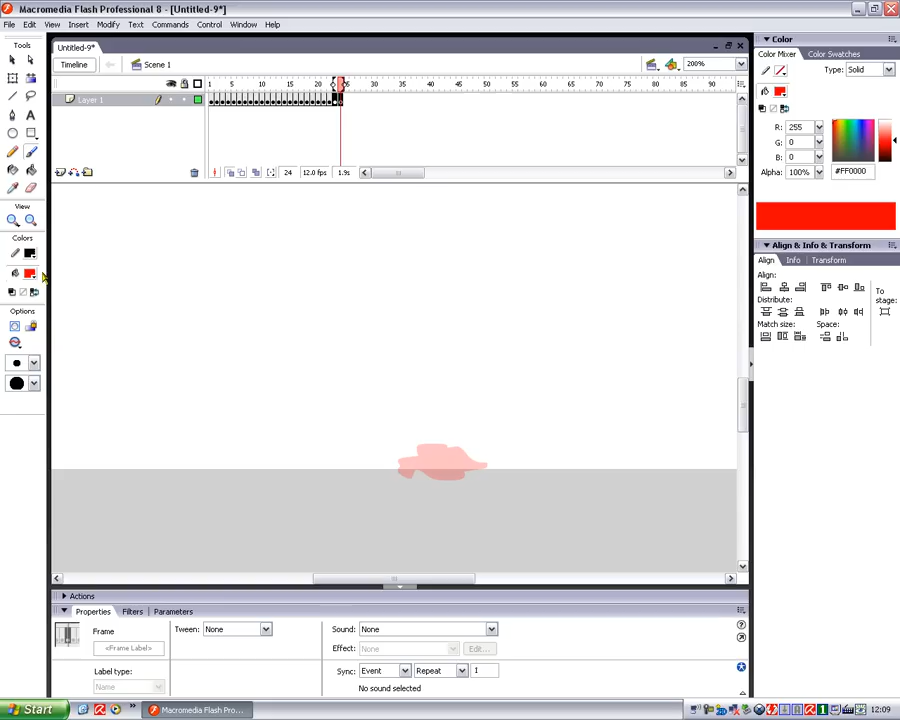 Macromedia Flash Professional 8 - [Untitled-9*]
File Edit View Insert Modify Text Commands Control Window Help
Tools
Untitled-9*
Timeline
Scene 1
200%
1 5 10 15 20 25 30 35 40 45 50 55 60 65 70 75 80 85 90
Layer 1
24 12.0 fps 1.9s
View
Colors
Options
Color
Color Mixer Color Swatches
Type: Solid
R: 255
G: 0
B: 0
Alpha: 100% #FF0000
Align & Info & Transform
Align Info Transform
Align:
To stage:
Distribute:
Match size: Space:
Actions
Properties Filters Parameters
Frame Tween: None Sound: None
<Frame Label> Effect: None Edit...
Label type: Sync: Event Repeat 1
Name No sound selected
Start
Macromedia Flash Pro...
12:09